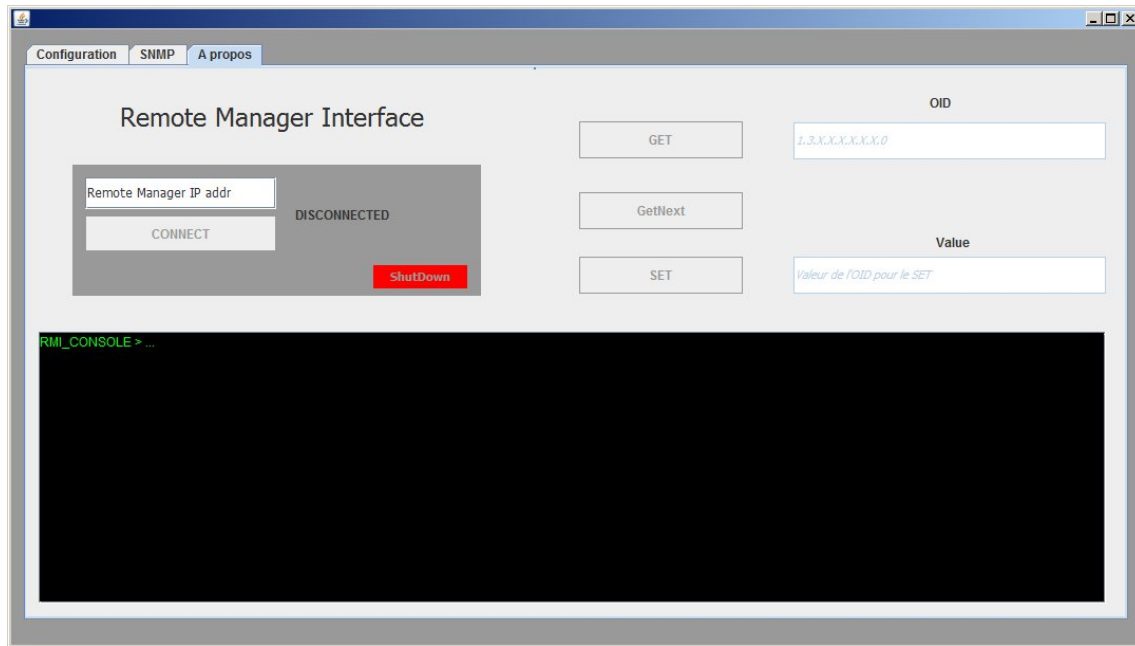 Configuration SNMP A propos
Remote Manager Interface
Remote Manager IP addr
CONNECT
DISCONNECTED
ShutDown
GET
GetNext
SET
OID
1.3.X.X.X.X.X.X.0
Value
Valeur de l'OID pour le SET
RMI_CONSOLE > ...